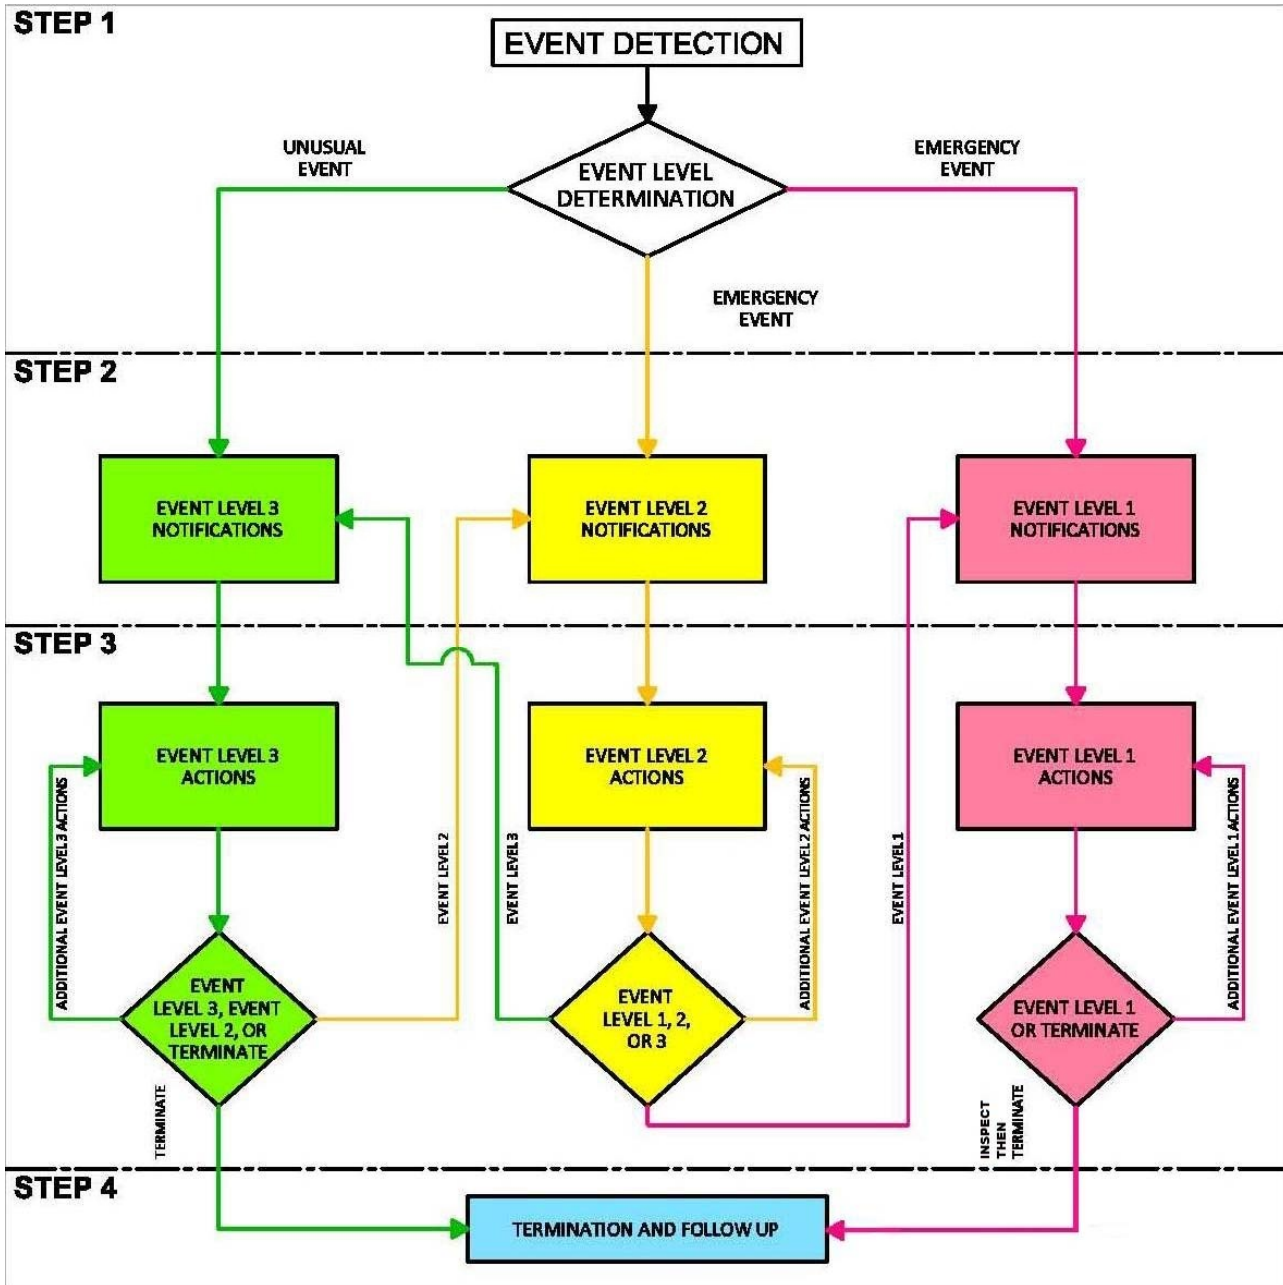 STEP 1
EVENT DETECTION
UNUSUAL
EVENT
EVENT LEVEL
DETERMINATION
EMERGENCY
EVENT
EMERGENCY
EVENT
STEP 2
EVENT LEVEL 3
NOTIFICATIONS
EVENT LEVEL 2
NOTIFICATIONS
EVENT LEVEL 1
NOTIFICATIONS
STEP 3
EVENT LEVEL 3
ACTIONS
EVENT LEVEL 2
ACTIONS
EVENT LEVEL 1
ACTIONS
ADDITIONAL EVENT LEVEL 3 ACTIONS
EVENT LEVEL 2
EVENT LEVEL 3
ADDITIONAL EVENT LEVEL 2 ACTIONS
EVENT LEVEL 1
ADDITIONAL EVENT LEVEL 1 ACTIONS
EVENT
LEVEL 3, EVENT
LEVEL 2, OR
TERMINATE
EVENT
LEVEL 1, 2,
OR 3
EVENT LEVEL 1
OR TERMINATE
TERMINATE
INSPECT
THEN
TERMINATE
STEP 4
TERMINATION AND FOLLOW UP